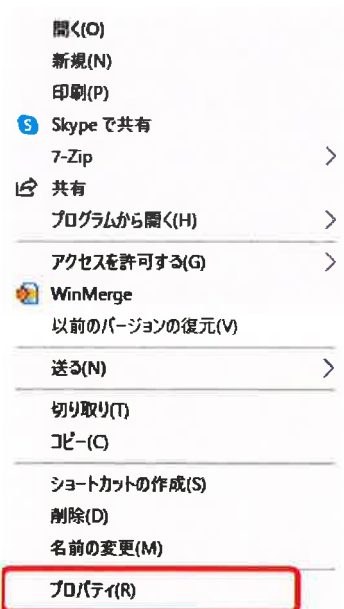 開く(O)
新規(N)
印刷(P)
Skype で共有
7-Zip
共有
プログラムから開く(H)
アクセスを許可する(G)
WinMerge
以前のバージョンの復元(V)
送る(N)
切り取り(T)
コピー(C)
ショートカットの作成(S)
削除(D)
名前の変更(M)
プロパティ(R)